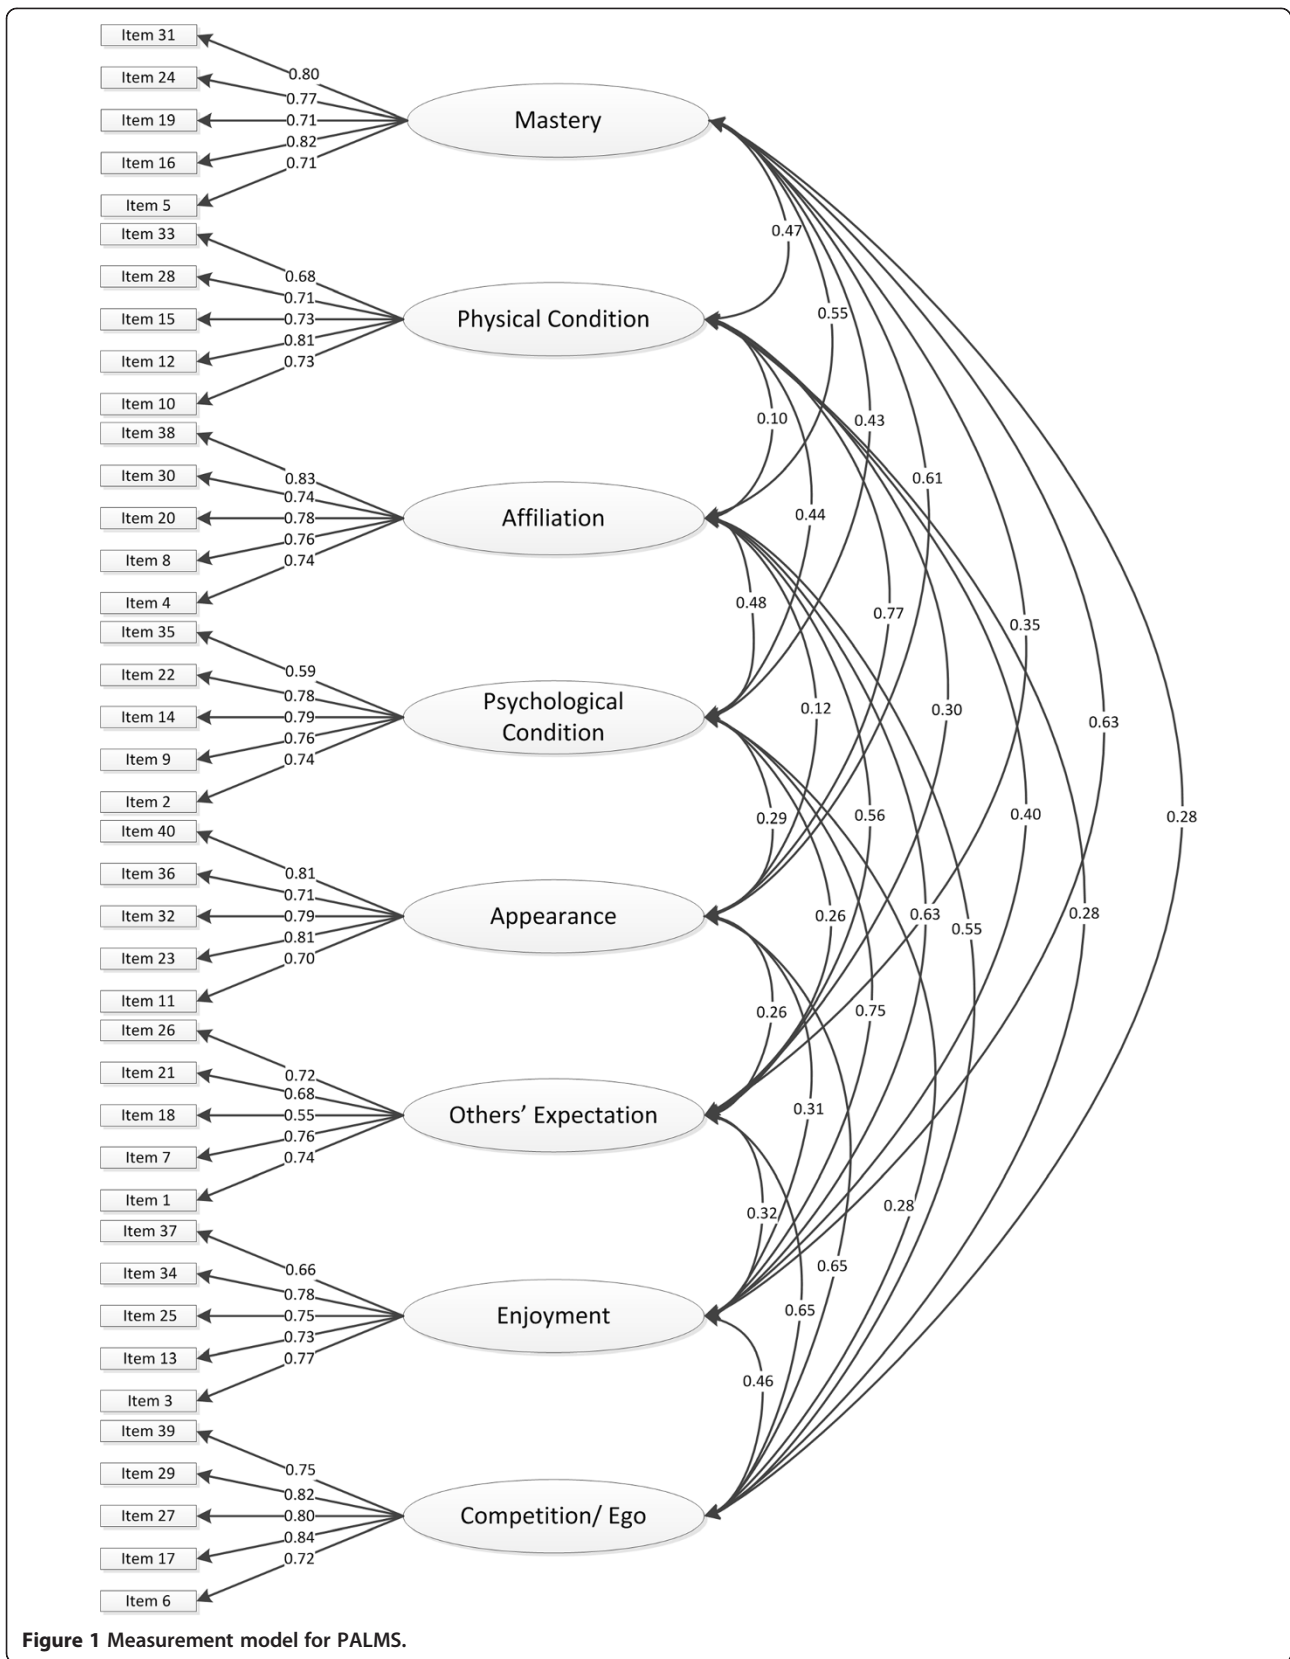 Item 31
0.80
Item 24
0.77
Mastery
Item 19
0.71
Item 16
0.82
0.71
Item 5
Item 33
0.47
0.68
Item 28
0.71
Physical Condition
Item 15
0.73
0.55
Item 12
0.81
0.73
Item 10
0.10
0.43
Item 38
0.83
0.61
Item 30
0.74
Affiliation
Item 20
0.78
0.44
Item 8
0.76
0.74
Item 4
0.48
0.77
0.35
Item 35
0.59
Item 22
0.78
Psychological
Condition
Item 14
0.79
0.12
0.30
0.63
Item 9
0.76
0.74
Item 2
0.29
0.56
0.40
0.28
Item 40
0.81
Item 36
0.71
Appearance
Item 32
0.79
0.26
0.63
0.55
0.28
Item 23
0.81
0.70
Item 11
0.26
0.75
Item 26
0.72
Item 21
0.68
Others’ Expectation
Item 18
0.55
0.31
Item 7
0.76
0.74
Item 1
0.32
0.28
Item 37
0.66
0.65
Item 34
0.78
Enjoyment
Item 25
0.75
0.65
Item 13
0.73
0.77
0.46
Item 3
Item 39
0.75
Item 29
0.82
Competition/ Ego
Item 27
0.80
Item 17
0.84
0.72
Item 6
Figure 1 Measurement model for PALMS.